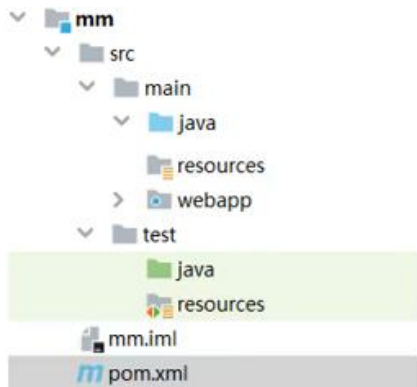 mm
src
main
java
resources
webapp
test
java
resources
mm.iml
pom.xml